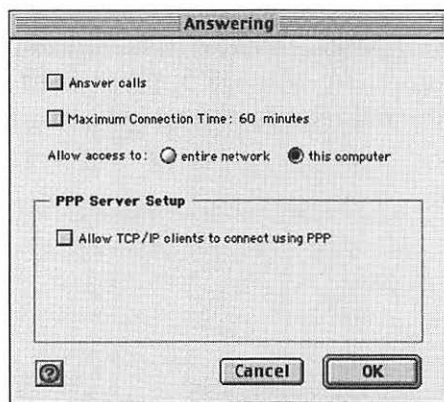 Answering
Answer calls
Maximum Connection Time: 60 minutes
Allow access to: entire network this computer
PPP Server Setup
Allow TCP/IP clients to connect using PPP
?
Cancel OK